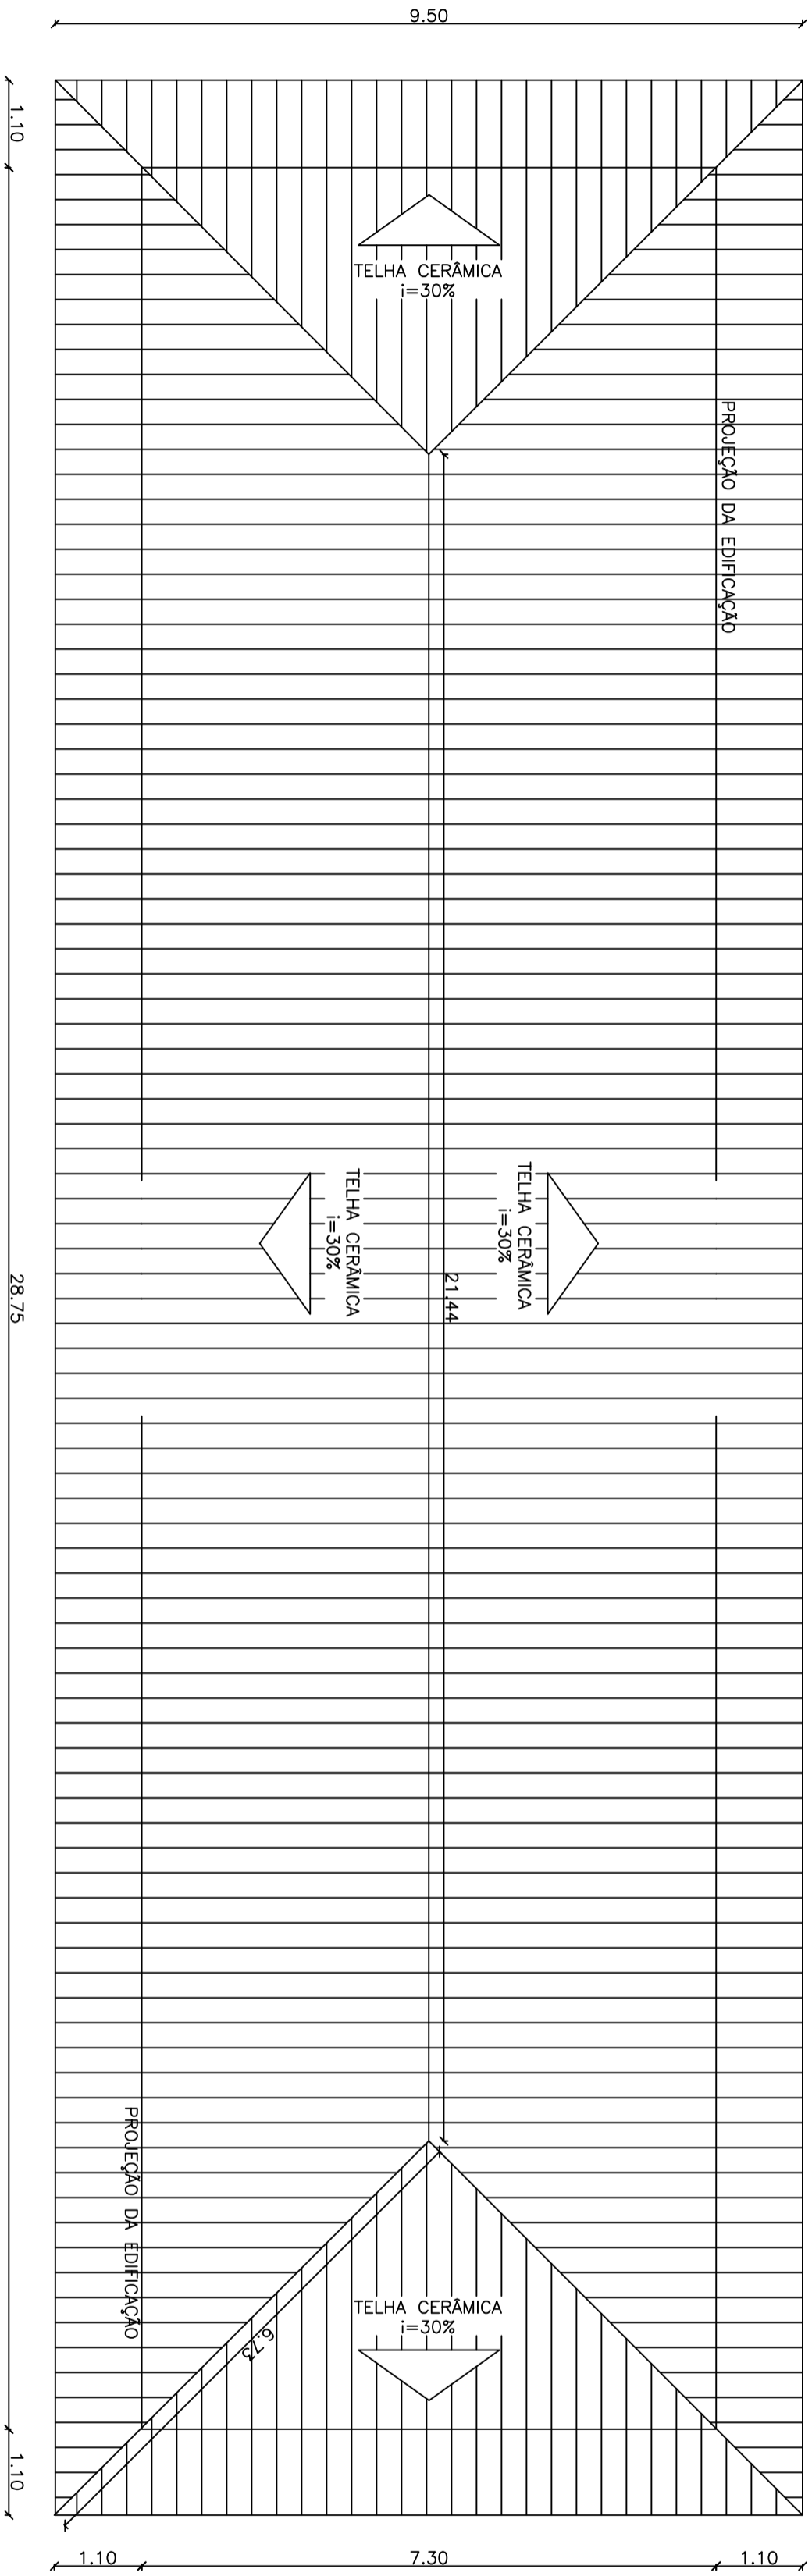 9.50
1.10
TELHA CERÂMICA
i=30%
PROJEÇÃO DA EDIFICAÇÃO
TELHA CERÂMICA
i=30%
TELHA CERÂMICA
i=30%
21.44
28.75
PROJEÇÃO DA EDIFICAÇÃO
TELHA CERÂMICA
i=30%
6.73
1.10
1.10
7.30
1.10